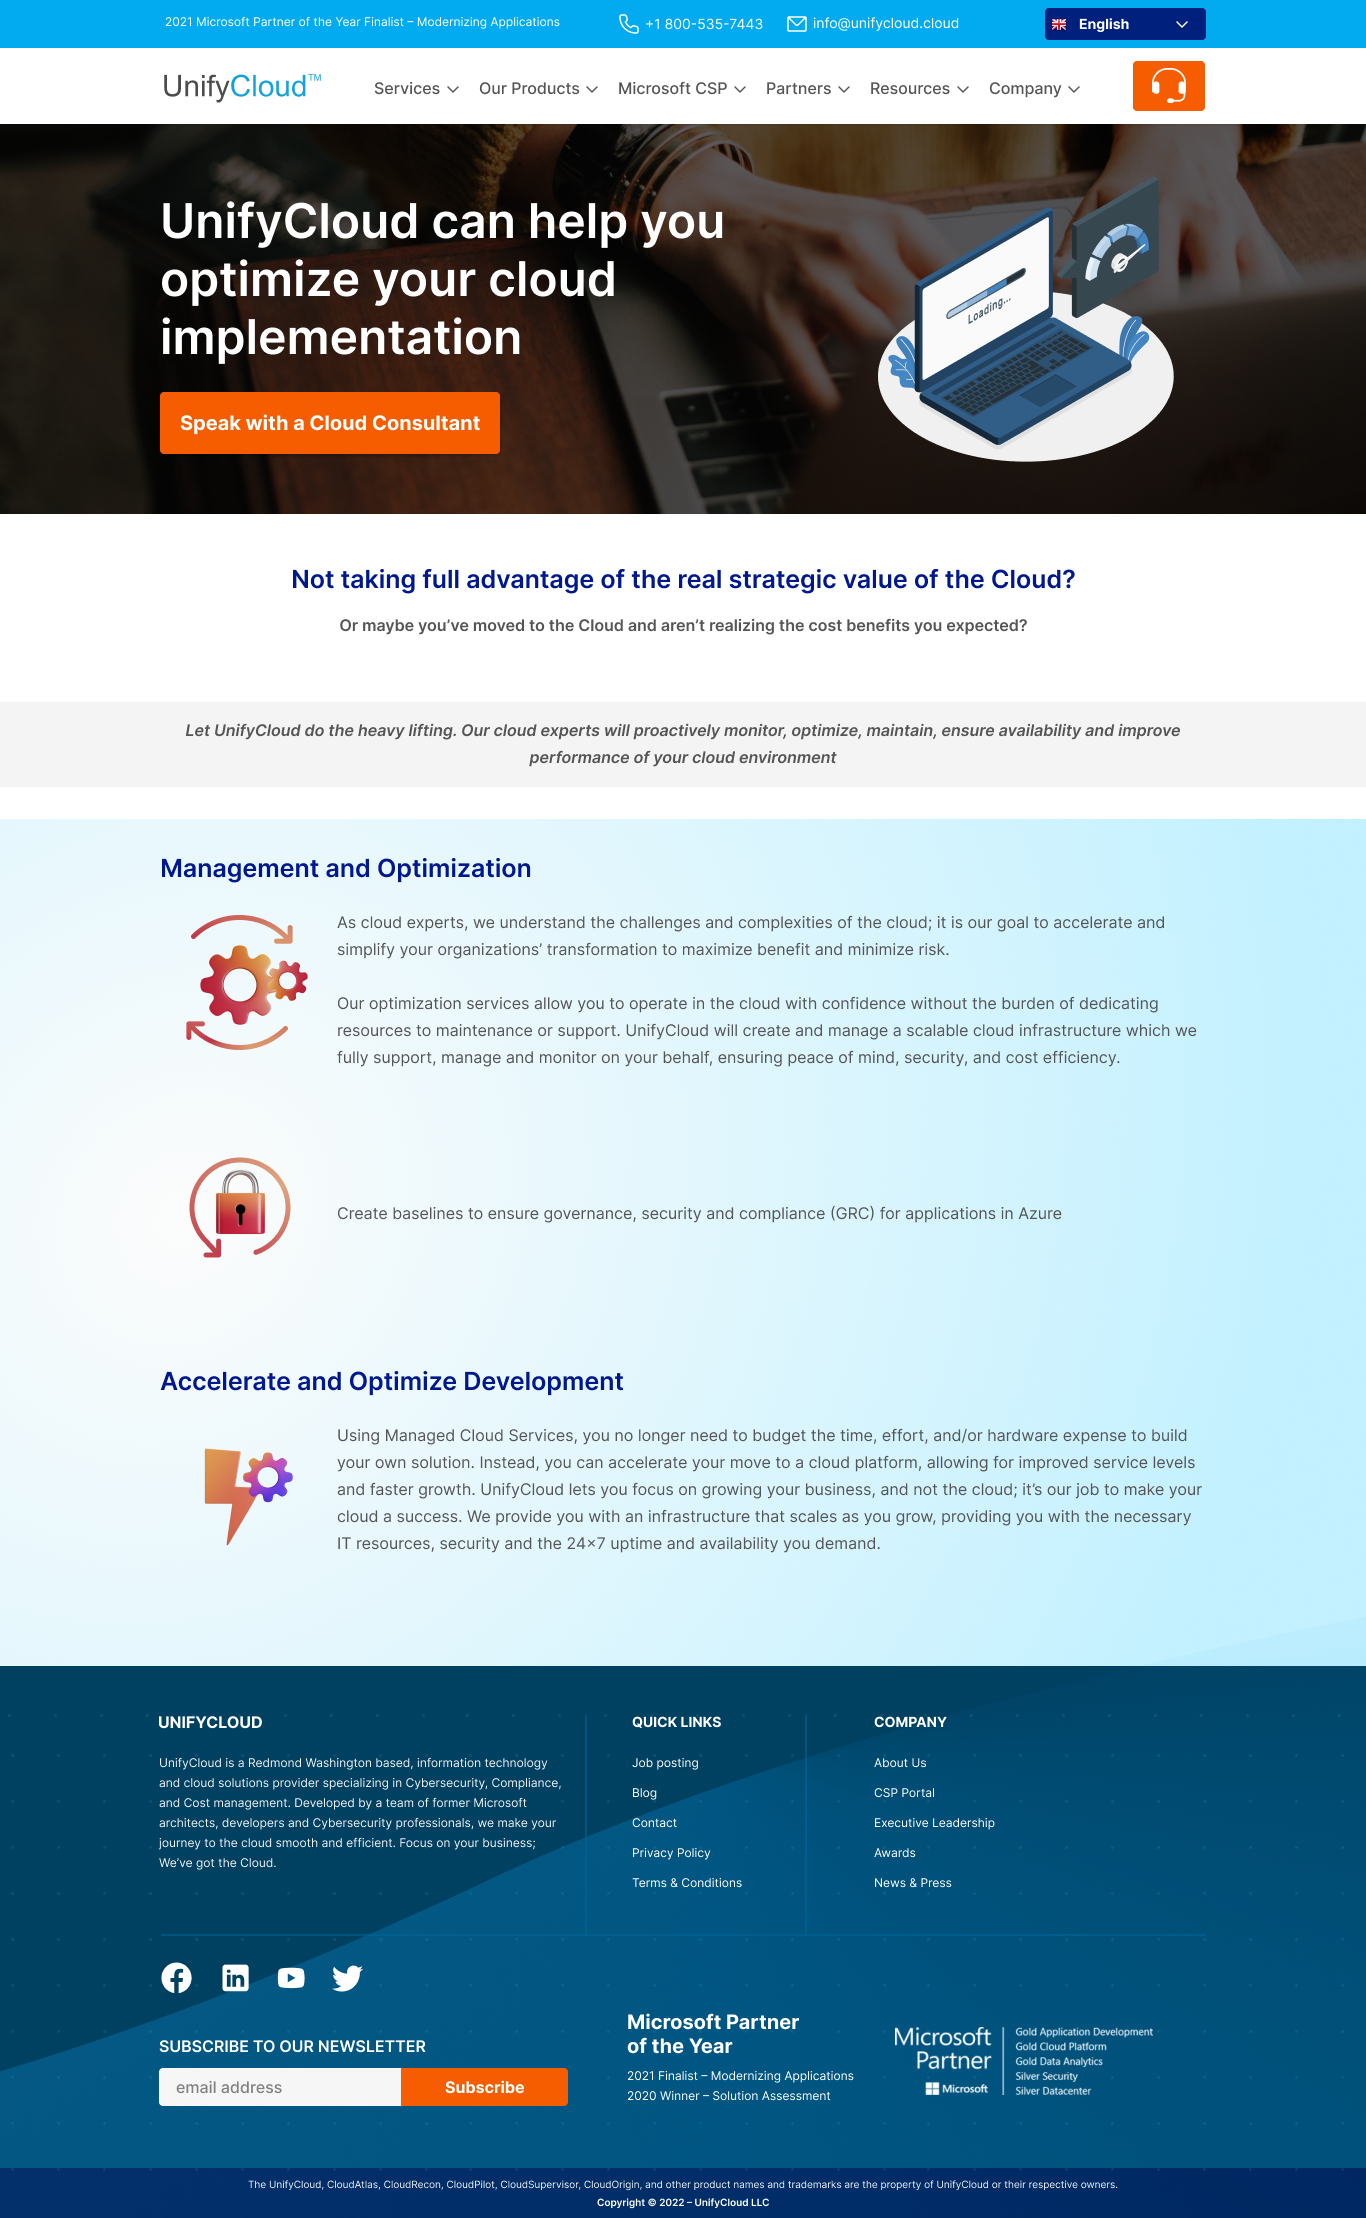 2021 Microsoft Partner of the Year Finalist – Modernizing Applications
+1 800-535-7443
info@unifycloud.cloud
English
UnifyCloud™
Services
Our Products
Microsoft CSP
Partners
Resources
Company
UnifyCloud can help you
optimize your cloud
implementation
Loading...
Speak with a Cloud Consultant
Not taking full advantage of the real strategic value of the Cloud?
Or maybe you’ve moved to the Cloud and aren’t realizing the cost benefits you expected?
Let UnifyCloud do the heavy lifting. Our cloud experts will proactively monitor, optimize, maintain, ensure availability and improve
performance of your cloud environment
Management and Optimization
As cloud experts, we understand the challenges and complexities of the cloud; it is our goal to accelerate and
simplify your organizations’ transformation to maximize benefit and minimize risk.
Our optimization services allow you to operate in the cloud with confidence without the burden of dedicating
resources to maintenance or support. UnifyCloud will create and manage a scalable cloud infrastructure which we
fully support, manage and monitor on your behalf, ensuring peace of mind, security, and cost efficiency.
Create baselines to ensure governance, security and compliance (GRC) for applications in Azure
Accelerate and Optimize Development
Using Managed Cloud Services, you no longer need to budget the time, effort, and/or hardware expense to build
your own solution. Instead, you can accelerate your move to a cloud platform, allowing for improved service levels
and faster growth. UnifyCloud lets you focus on growing your business, and not the cloud; it’s our job to make your
cloud a success. We provide you with an infrastructure that scales as you grow, providing you with the necessary
IT resources, security and the 24×7 uptime and availability you demand.
UNIFYCLOUD
UnifyCloud is a Redmond Washington based, information technology
and cloud solutions provider specializing in Cybersecurity, Compliance,
and Cost management. Developed by a team of former Microsoft
architects, developers and Cybersecurity professionals, we make your
journey to the cloud smooth and efficient. Focus on your business;
We’ve got the Cloud.
QUICK LINKS
Job posting
Blog
Contact
Privacy Policy
Terms & Conditions
COMPANY
About Us
CSP Portal
Executive Leadership
Awards
News & Press
SUBSCRIBE TO OUR NEWSLETTER
email address
Subscribe
Microsoft Partner
of the Year
2021 Finalist – Modernizing Applications
2020 Winner – Solution Assessment
Microsoft
Partner
Microsoft
Gold Application Development
Gold Cloud Platform
Gold Data Analytics
Silver Security
Silver Datacenter
The UnifyCloud, CloudAtlas, CloudRecon, CloudPilot, CloudSupervisor, CloudOrigin, and other product names and trademarks are the property of UnifyCloud or their respective owners.
Copyright © 2022 – UnifyCloud LLC